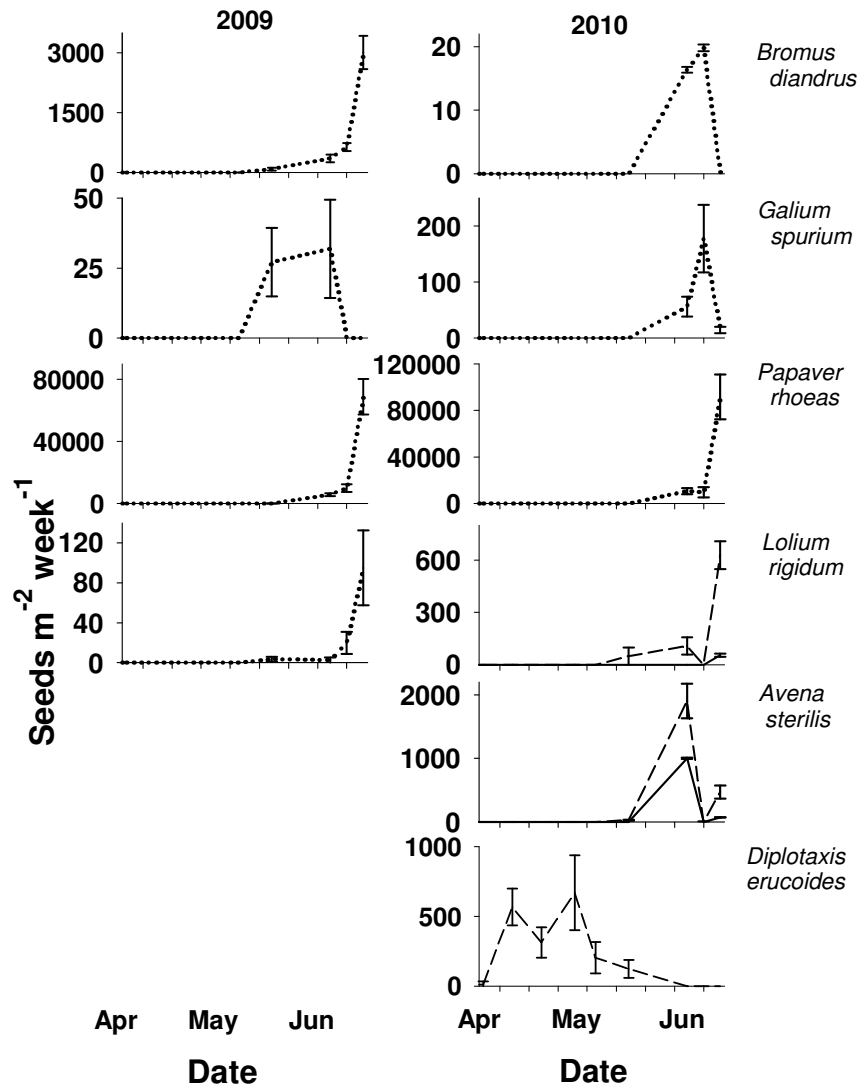 2009
2010
3000
1500
0
20
10
0
Bromus
diandrus
50
25
0
200
100
0
Galium
spurium
80000
40000
0
120000
80000
40000
0
Papaver
rhoeas
120
80
40
0
600
300
0
Lolium
rigidum
2000
1000
0
Avena
sterilis
1000
500
0
Diplotaxis
erucoides
Seeds m-2 week-1
Apr May Jun
Apr May Jun
Date
Date